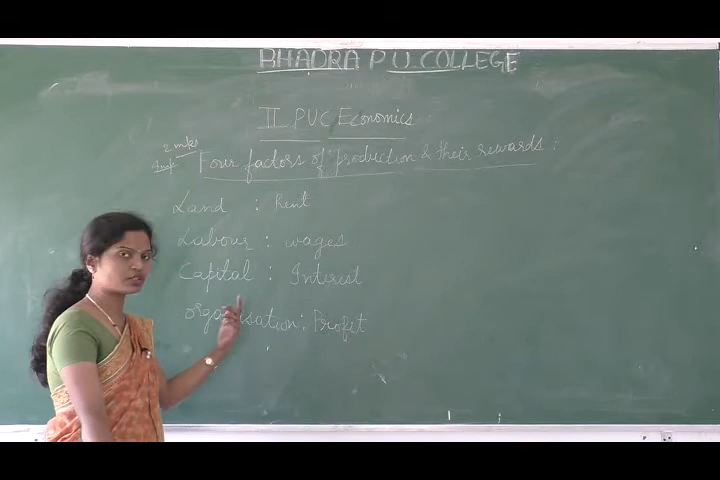 BHADRA P U COLLEGE
II PUC Economics
2 mks
Four factors of production & their rewards :
Land : Rent
Labour : wages
Capital : Interest
organisation : Profit